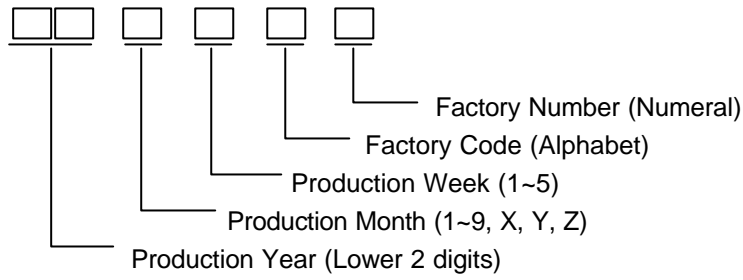 Factory Number (Numeral)
Factory Code (Alphabet)
Production Week (1~5)
Production Month (1~9, X, Y, Z)
Production Year (Lower 2 digits)